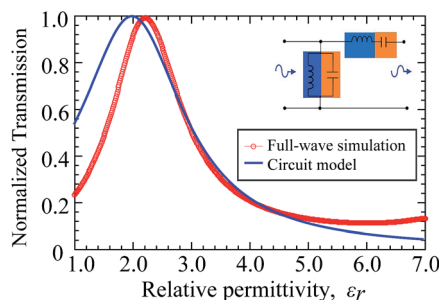 Normalized Transmission
1.0
0.8
0.6
0.4
0.2
0
Full-wave simulation
Circuit model
1.0 2.0 3.0 4.0 5.0 6.0 7.0
Relative permittivity, εr